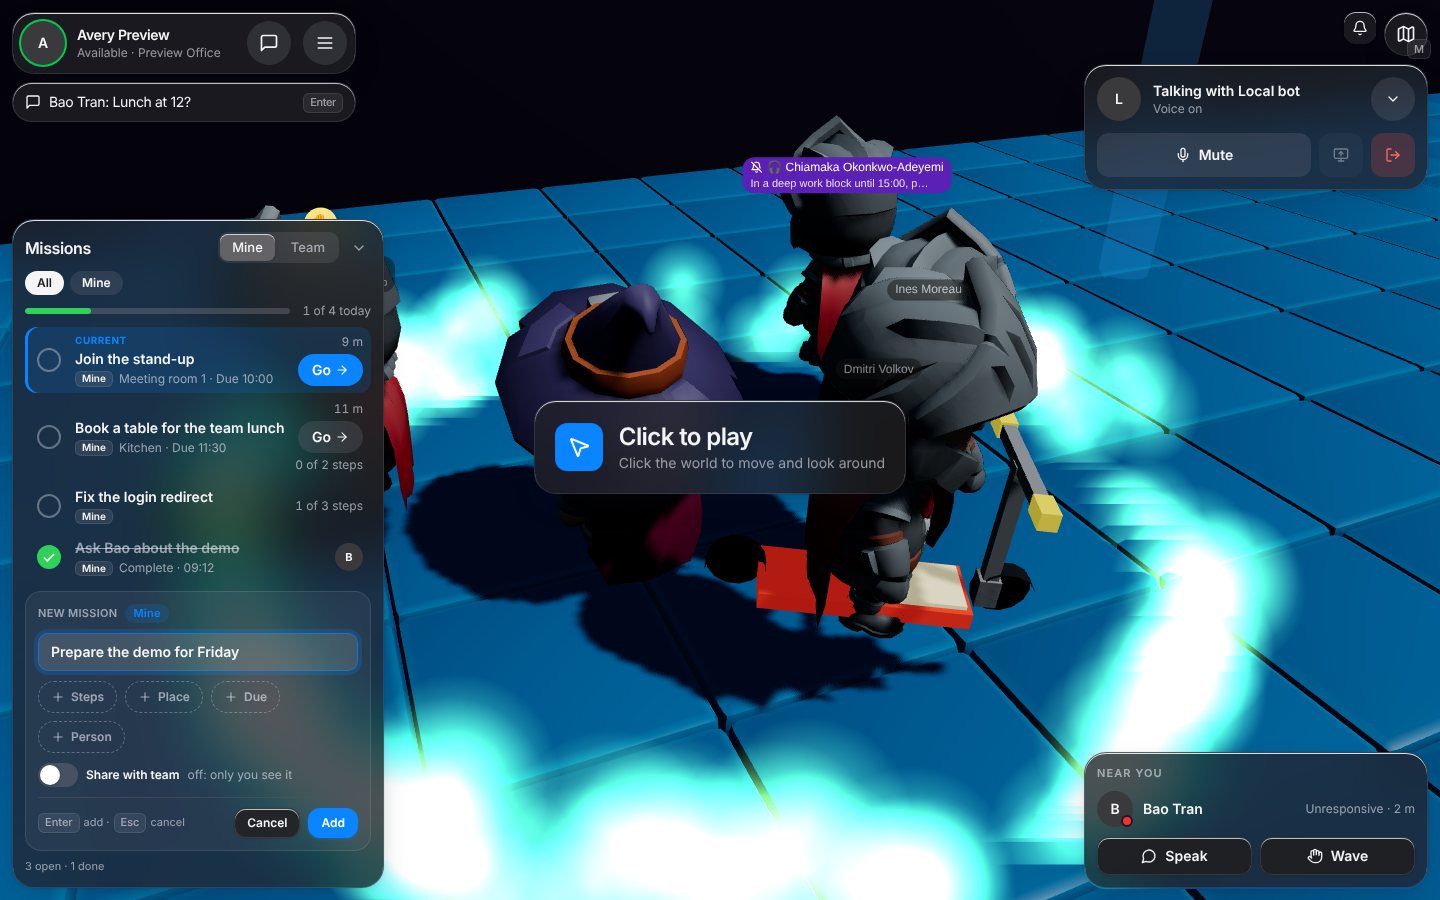 A
Avery Preview
Available · Preview Office
Bao Tran: Lunch at 12?
Enter
M
L
Talking with Local bot
Voice on
Mute
Chiamaka Okonkwo-Adeyemi
In a deep work block until 15:00, p…
Ines Moreau
Dmitri Volkov
Click to play
Click the world to move and look around
Missions
Mine
Team
All
Mine
1 of 4 today
CURRENT
9 m
Join the stand-up
Go
Mine
Meeting room 1 · Due 10:00
11 m
Book a table for the team lunch
Go
Mine
Kitchen · Due 11:30
0 of 2 steps
Fix the login redirect
1 of 3 steps
Mine
Ask Bao about the demo
B
Mine
Complete · 09:12
NEW MISSION
Mine
Prepare the demo for Friday
Steps
Place
Due
Person
Share with team off: only you see it
Enter add · Esc cancel
Cancel
Add
3 open · 1 done
NEAR YOU
B
Bao Tran
Unresponsive · 2 m
Speak
Wave